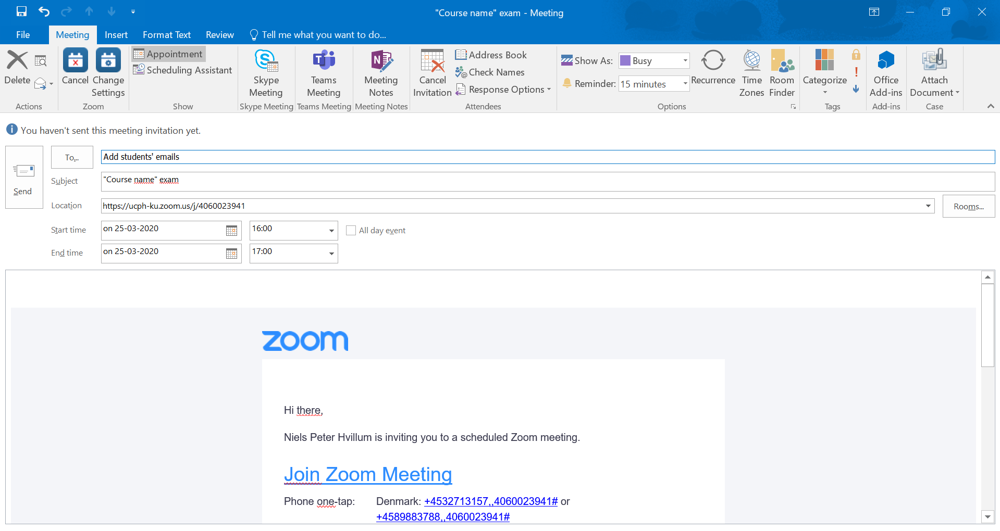 "Course name" exam - Meeting
File Meeting Insert Format Text Review Tell me what you want to do...
Delete
Actions
Cancel Change Settings
Zoom
Appointment
Scheduling Assistant
Show
Skype Meeting
Skype Meeting
Teams Meeting
Teams Meeting
Meeting Notes
Meeting Notes
Cancel Invitation
Address Book
Check Names
Response Options
Attendees
Show As: Busy
Reminder: 15 minutes
Recurrence
Time Zones
Room Finder
Options
Categorize
Tags
Office Add-ins
Add-ins
Attach Document
Case
You haven't sent this meeting invitation yet.
Send
To... Add students' emails
Subject "Course name" exam
Location https://ucph-ku.zoom.us/j/4060023941 Rooms...
Start time on 25-03-2020 16:00 All day event
End time on 25-03-2020 17:00
zoom
Hi there,
Niels Peter Hvillum is inviting you to a scheduled Zoom meeting.
Join Zoom Meeting
Phone one-tap: Denmark: +4532713157,,4060023941# or
+4589883788,,4060023941#